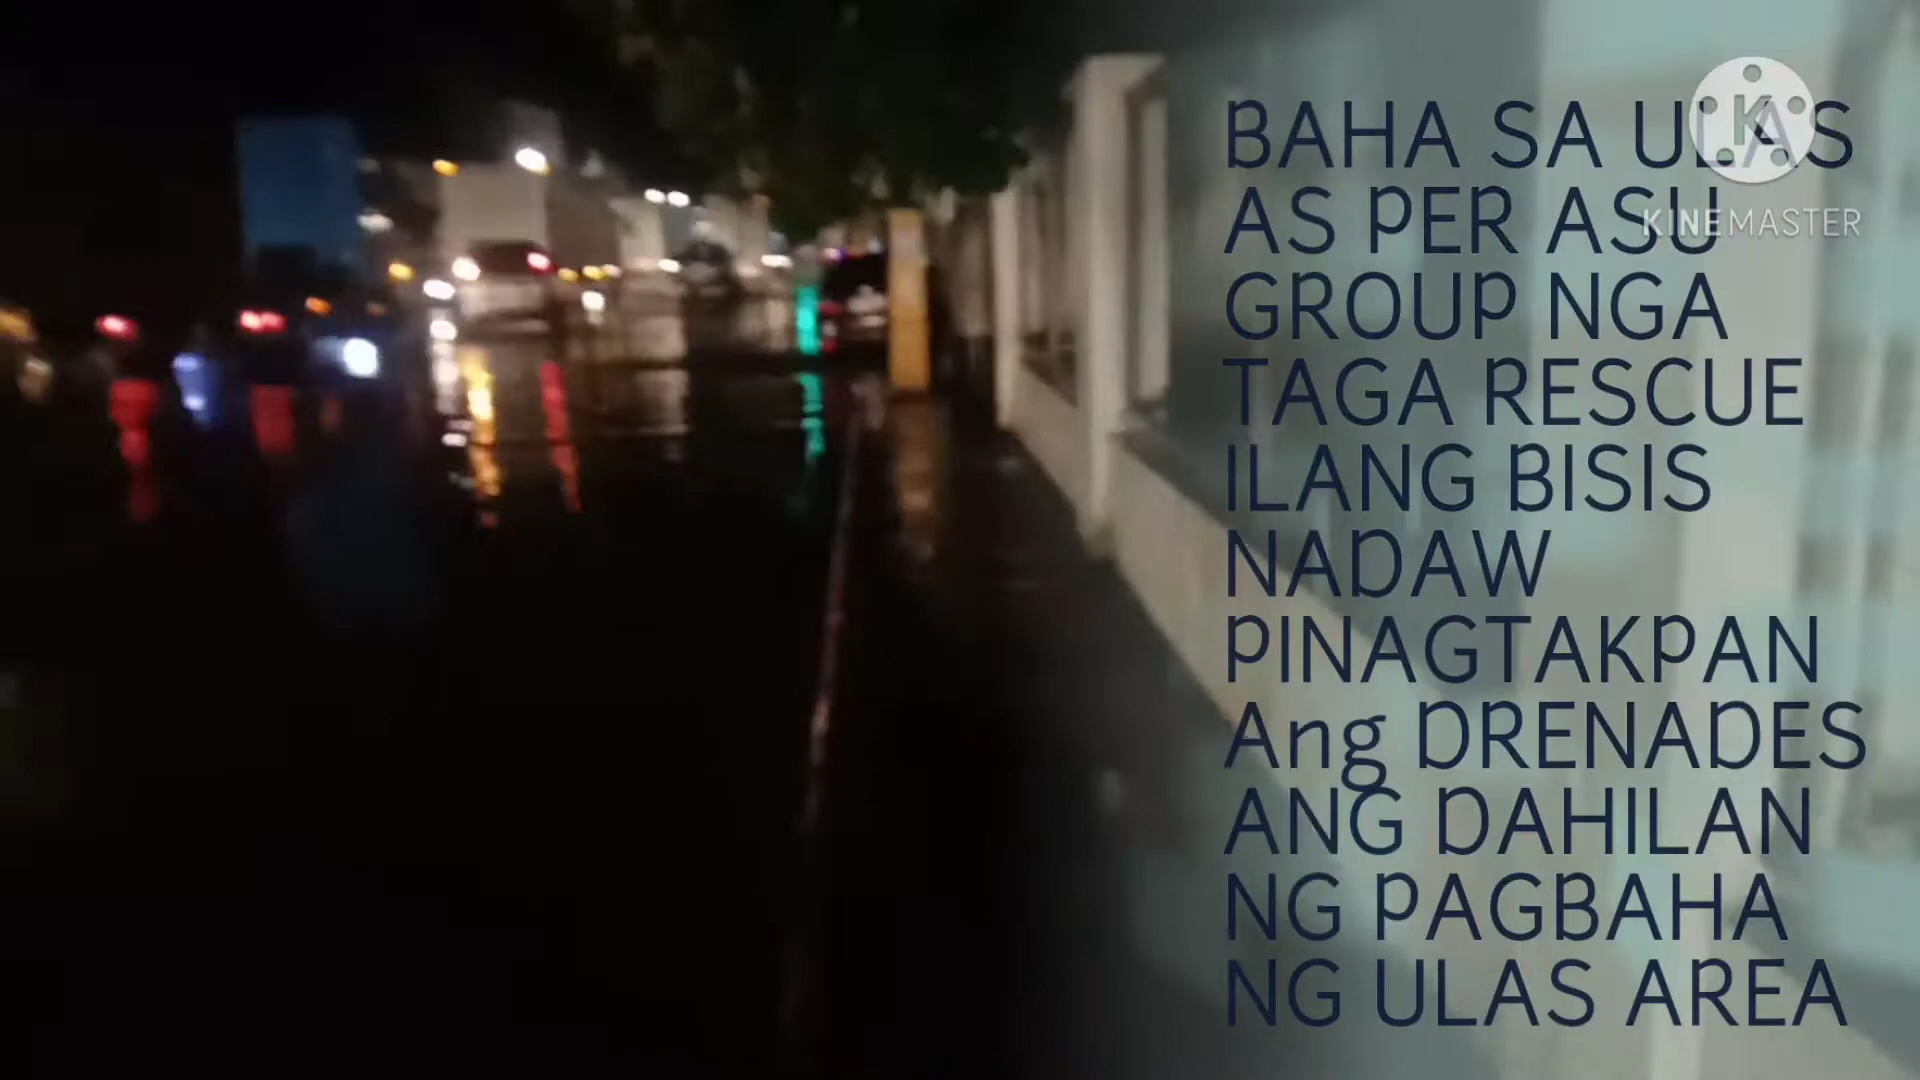 BAHA SA ULAS
AS PER ASU
GROUP NGA
TAGA RESCUE
ILANG BISIS
NADAW
PINAGTAKPAN
Ang DRENADES
ANG DAHILAN
NG PAGBAHA
NG ULAS AREA
K
KINEMASTER